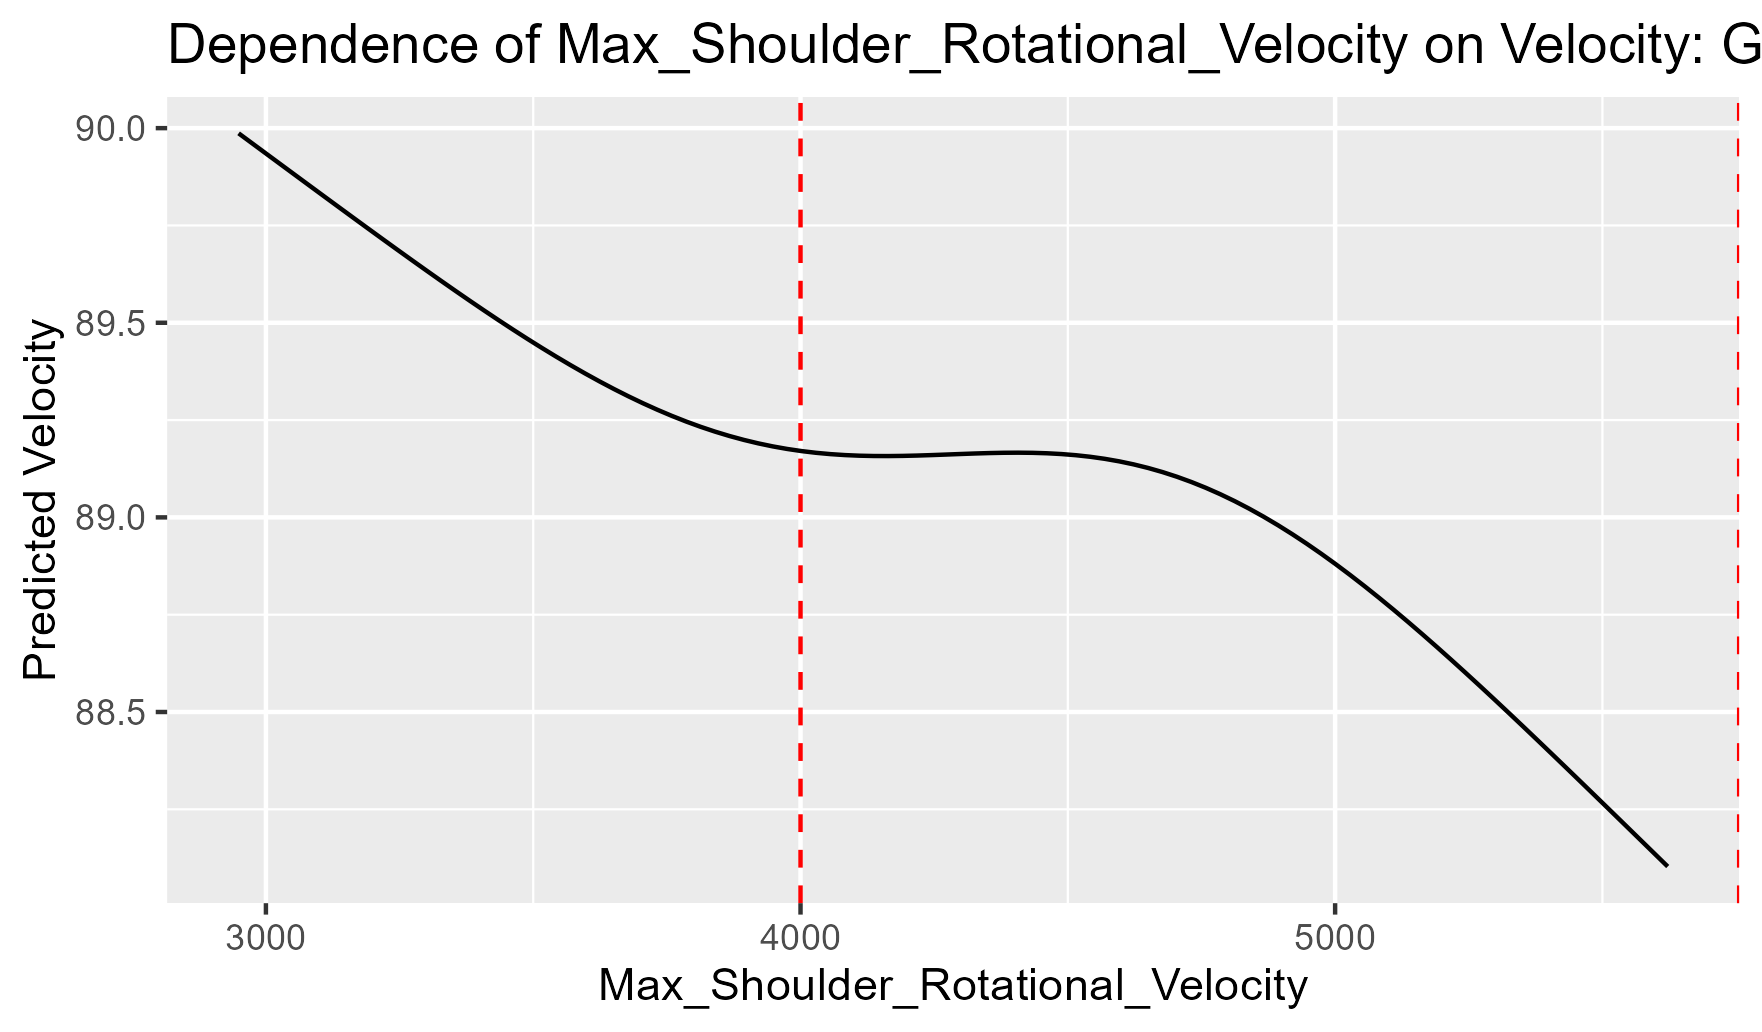 Dependence of Max_Shoulder_Rotational_Velocity on Velocity: G
90.0
89.5
89.0
88.5
Predicted Velocity
3000 4000 5000
Max_Shoulder_Rotational_Velocity